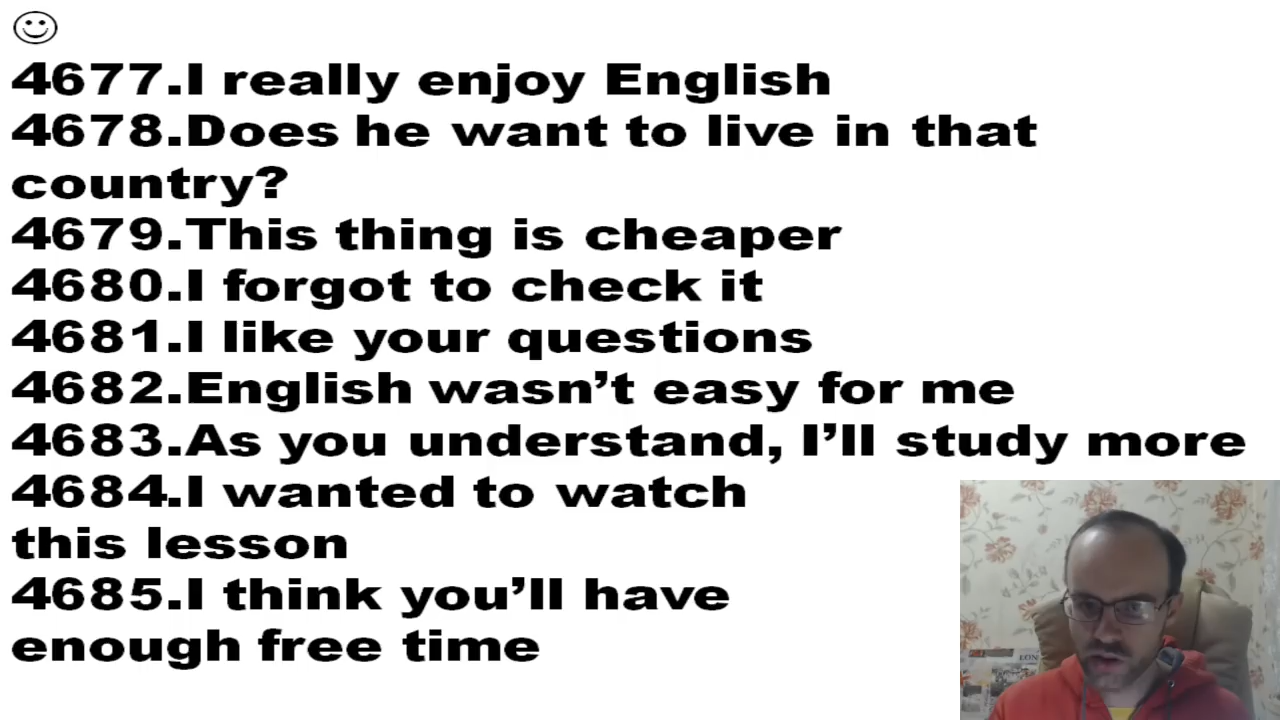 4677.I really enjoy English
4678.Does he want to live in that
country?
4679.This thing is cheaper
4680.I forgot to check it
4681.I like your questions
4682.English wasn’t easy for me
4683.As you understand, I’ll study more
4684.I wanted to watch
this lesson
4685.I think you’ll have
enough free time